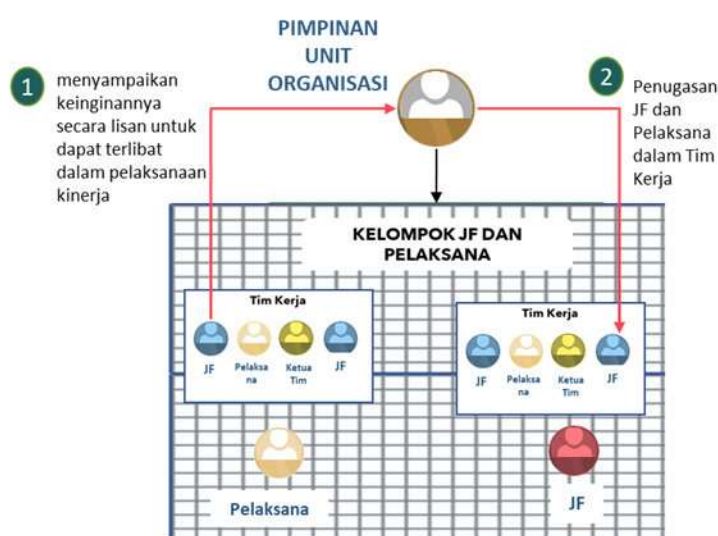 PIMPINAN
UNIT
ORGANISASI
1
menyampaikan
keinginannya
secara lisan untuk
dapat terlibat
dalam pelaksanaan
kinerja
2
Penugasan
JF dan
Pelaksana
dalam Tim
Kerja
KELOMPOK JF DAN
PELAKSANA
Tim Kerja
JF
Pelaksa
na
Ketua
Tim
JF
Tim Kerja
JF
Pelaksa
na
Ketua
Tim
JF
Pelaksana
JF